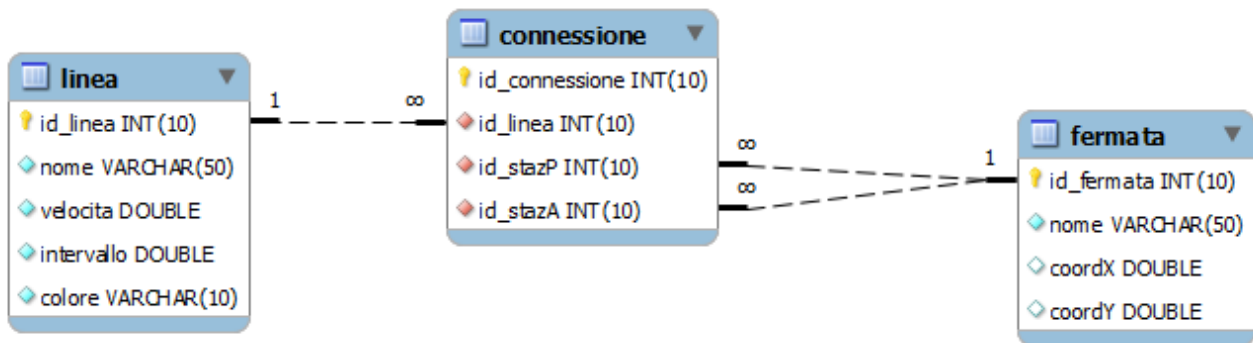 linea
id_linea INT(10)
nome VARCHAR(50)
velocita DOUBLE
intervallo DOUBLE
colore VARCHAR(10)
1
∞
connessione
id_connessione INT(10)
id_linea INT(10)
id_stazP INT(10)
id_stazA INT(10)
∞
∞
1
fermata
id_fermata INT(10)
nome VARCHAR(50)
coordX DOUBLE
coordY DOUBLE